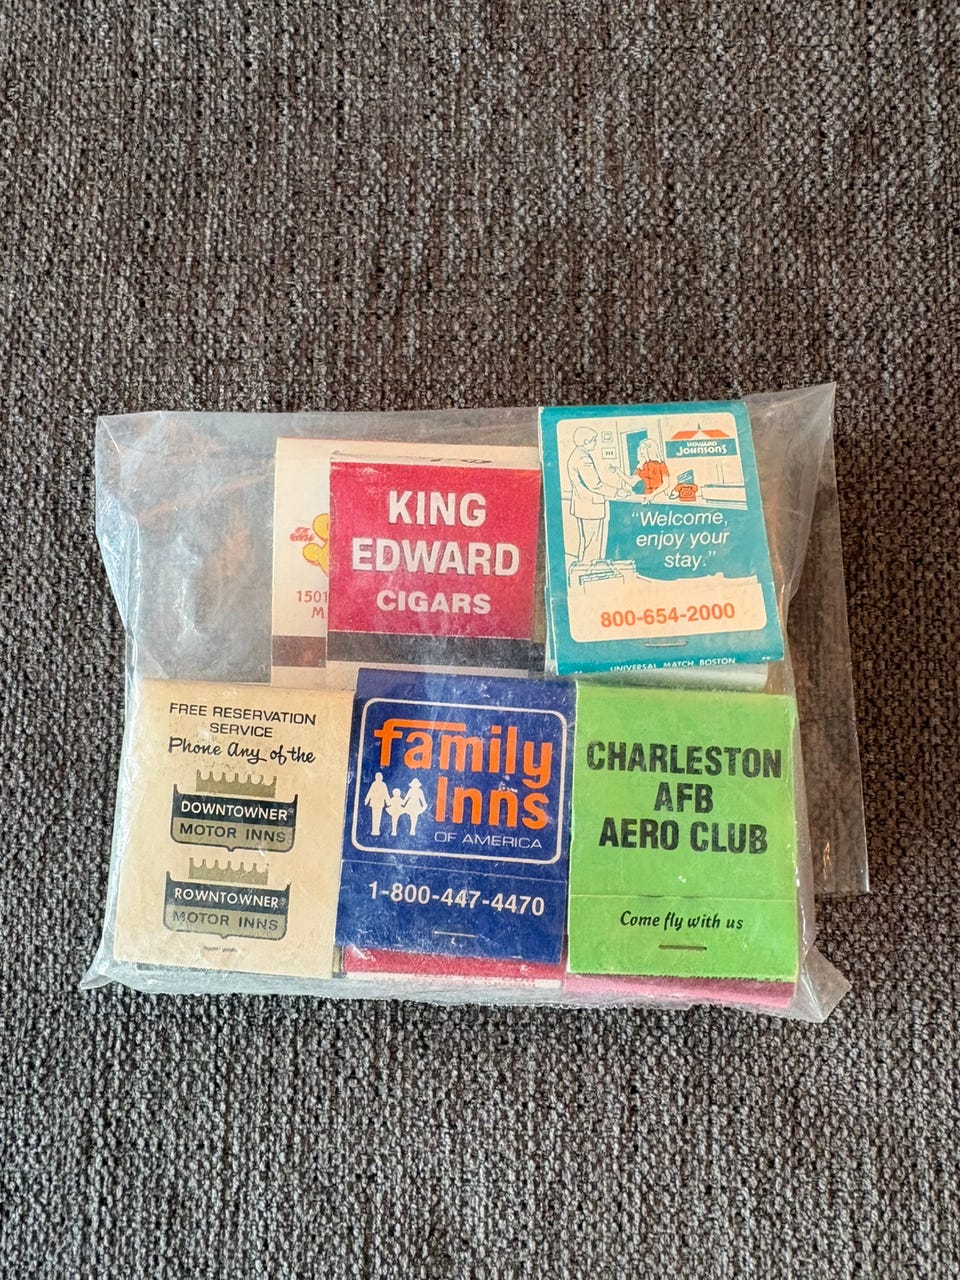 KING
EDWARD
CIGARS
1501
M
HOWARD
JOHNSON'S
"Welcome,
enjoy your
stay."
800-654-2000
UNIVERSAL MATCH, BOSTON
FREE RESERVATION
SERVICE
Phone Any of the
DOWNTOWNER®
MOTOR INNS
ROWNTOWNER®
MOTOR INNS
family
Inns
OF AMERICA
1-800-447-4470
CHARLESTON
AFB
AERO CLUB
Come fly with us